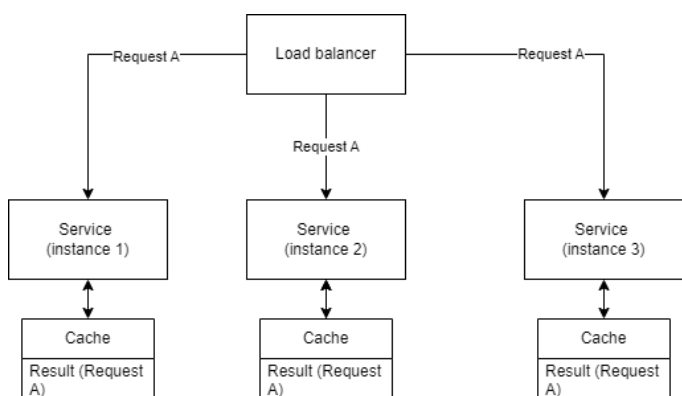 Load balancer
Request A
Request A
Request A
Service
(instance 1)
Service
(instance 2)
Service
(instance 3)
Cache
Result (Request
A)
Cache
Result (Request
A)
Cache
Result (Request
A)